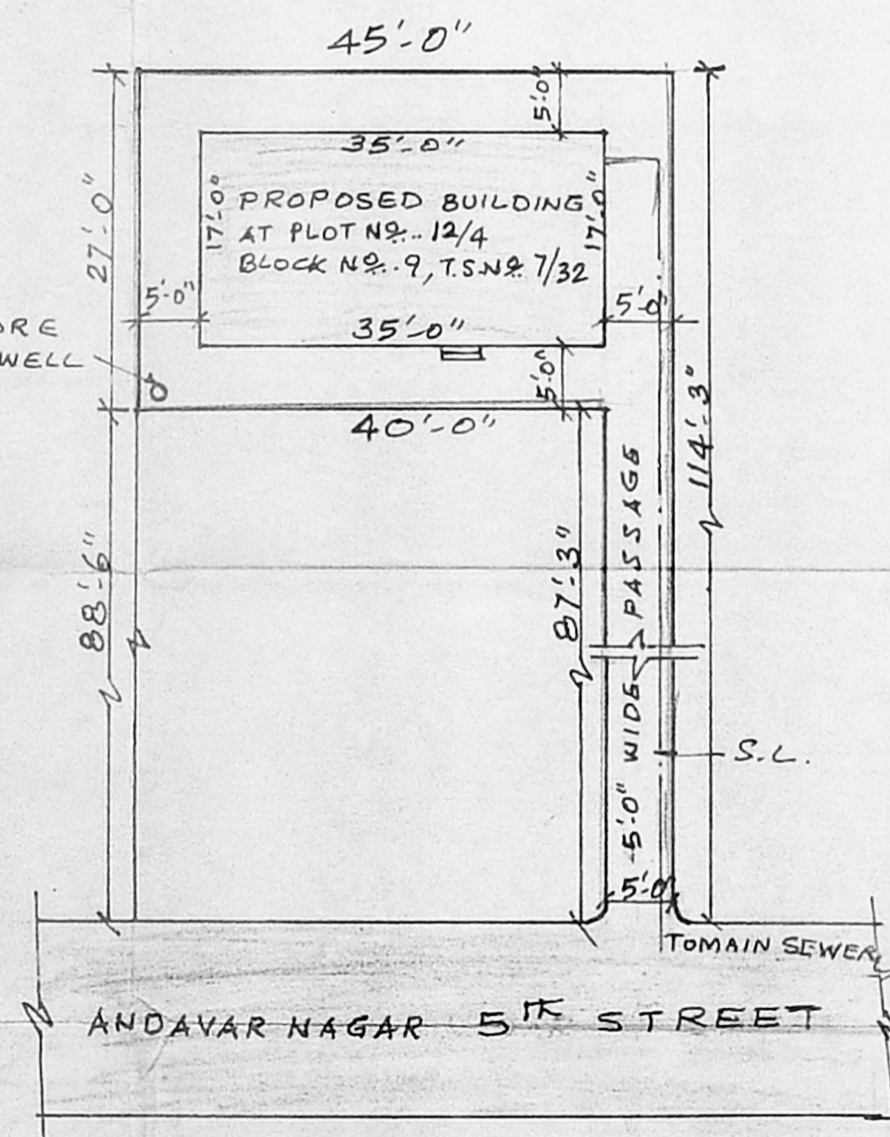 45'-0"
5'-0"
35'-0"
27'-0"
17'-0"
PROPOSED BUILDING
AT PLOT Nº.. 12/4
BLOCK Nº.. 9, T.S.Nº. 7/32
17'-0"
5'-0"
5'-0"
35'-0"
ORE
WELL
5'-0"
40'-0"
114'-3"
88'-6"
87'-3"
5'-0" WIDE PASSAGE
S.L.
5'-0"
TOMAIN SEWER
ANDAVAR NAGAR 5TH STREET